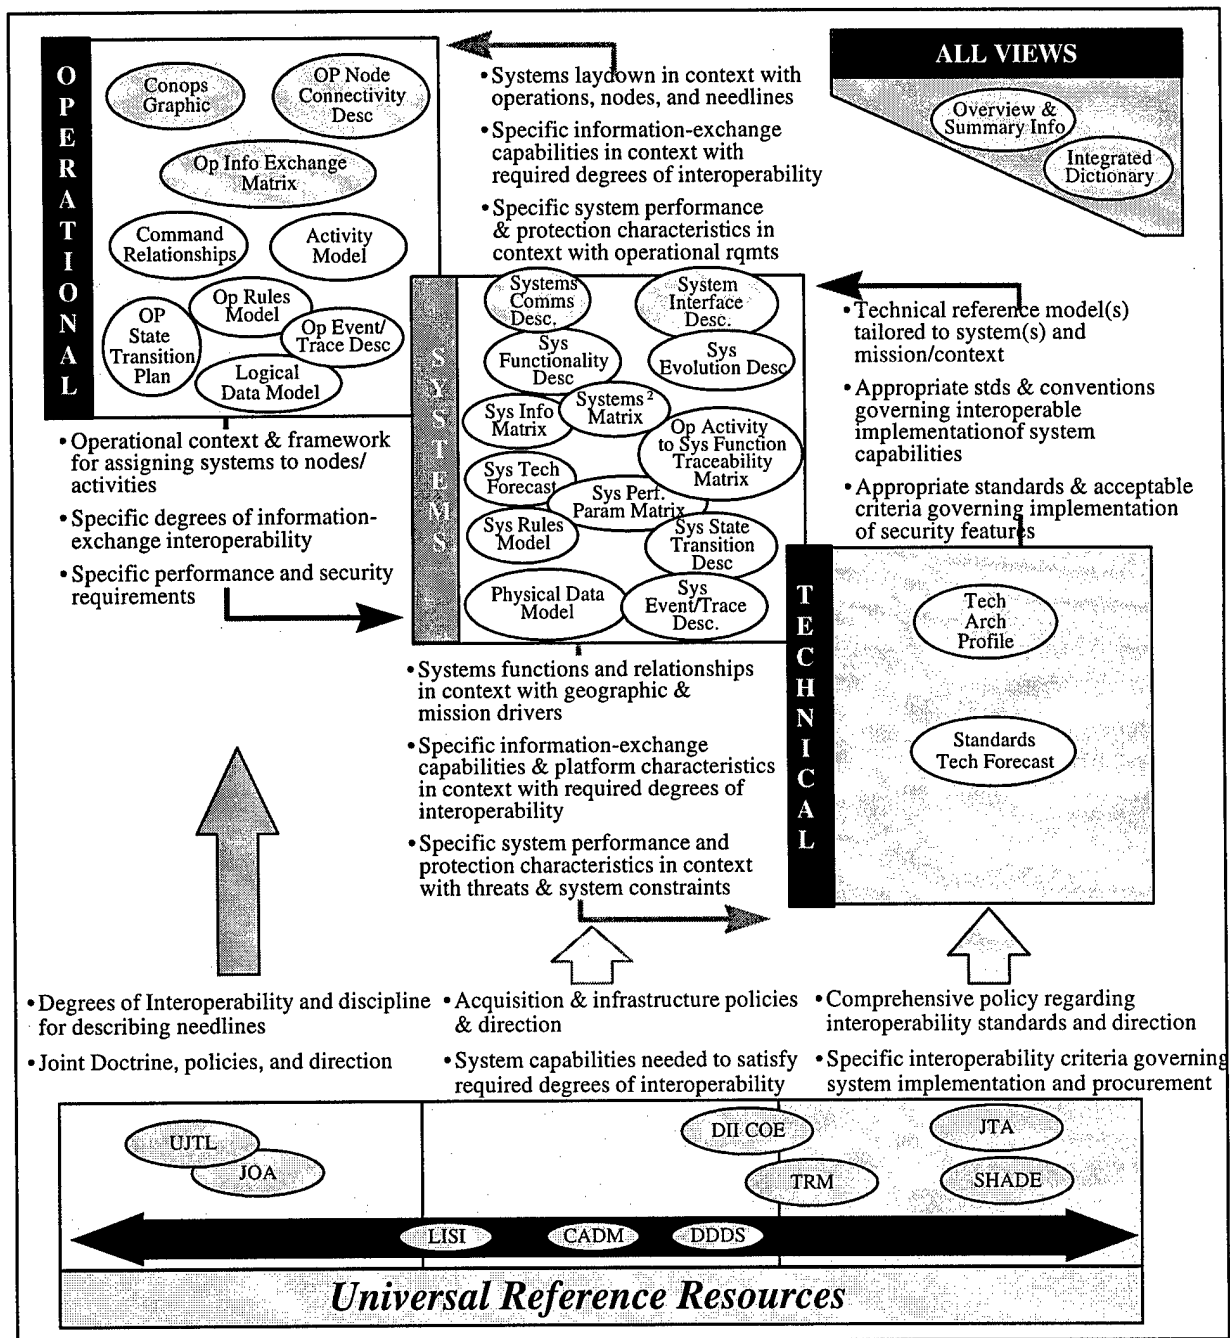 OPERATIONAL
Conops
Graphic
OP Node
Connectivity
Desc
Op Info Exchange
Matrix
Command
Relationships
Activity
Model
Op Rules
Model
OP
State
Transition
Plan
Op Event/
Trace Desc
Logical
Data Model
• Systems laydown in context with
operations, nodes, and needlines
• Specific information-exchange
capabilities in context with
required degrees of interoperability
• Specific system performance
& protection characteristics in
context with operational rqmts
ALL VIEWS
Overview &
Summary Info
Integrated
Dictionary
SYSTEMS
Systems
Comms
Desc.
System
Interface
Desc.
Sys
Functionality
Desc
Sys
Evolution Desc
Sys Info
Matrix
Systems ²
Matrix
Op Activity
to Sys Function
Traceability
Matrix
Sys Tech
Forecast
Sys Perf.
Param Matrix
Sys Rules
Model
Sys State
Transition
Desc
Physical Data
Model
Sys
Event/Trace
Desc.
• Technical reference model(s)
tailored to system(s) and
mission/context
• Appropriate stds & conventions
governing interoperable
implementationof system
capabilities
• Appropriate standards & acceptable
criteria governing implementation
of security features
• Operational context & framework
for assigning systems to nodes/
activities
• Specific degrees of information-
exchange interoperability
• Specific performance and security
requirements
TECHNICAL
Tech
Arch
Profile
Standards
Tech Forecast
• Systems functions and relationships
in context with geographic &
mission drivers
• Specific information-exchange
capabilities & platform characteristics
in context with required degrees of
interoperability
• Specific system performance and
protection characteristics in context
with threats & system constraints
• Degrees of Interoperability and discipline
for describing needlines
• Joint Doctrine, policies, and direction
• Acquisition & infrastructure policies
& direction
• System capabilities needed to satisfy
required degrees of interoperability
• Comprehensive policy regarding
interoperability standards and direction
• Specific interoperability criteria governing
system implementation and procurement
UJTL
JOA
DII COE
TRM
JTA
SHADE
LISI
CADM
DDDS
Universal Reference Resources